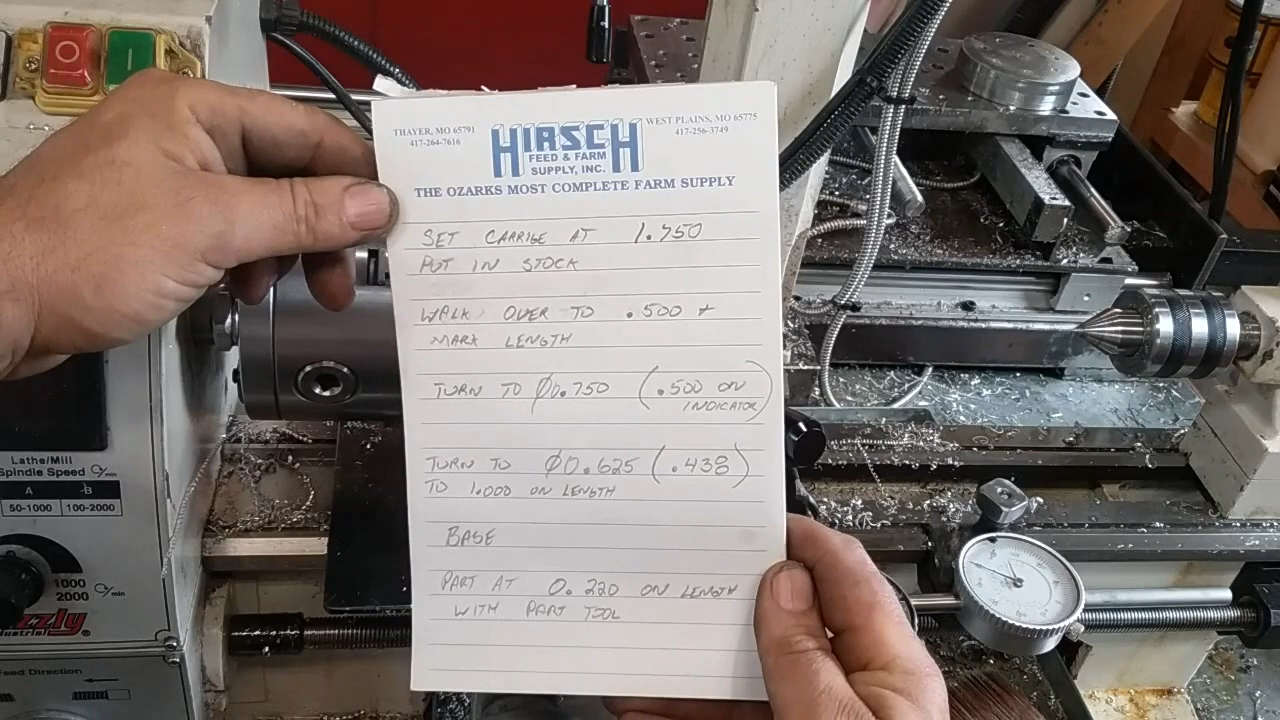 THAYER, MO 65791
417-264-7616
HIRSCH
FEED & FARM
SUPPLY, INC.
WEST PLAINS, MO 65775
417-256-3749
THE OZARKS MOST COMPLETE FARM SUPPLY
SET CARRIGE AT 1.750
PUT IN STOCK
WALK OVER TO .500 +
MARK LENGTH
TURN TO Ø0.750 (.500 ON
INDICATOR)
TURN TO Ø0.625 (.438)
TO 1.000 ON LENGTH
BASE
PART AT 0.220 ON LENGTH
WITH PART TOOL
Lathe/Mill
Spindle Speed /min
A B
50-1000 100-2000
1000
2000 /min
zzly
dustrial
Feed Direction